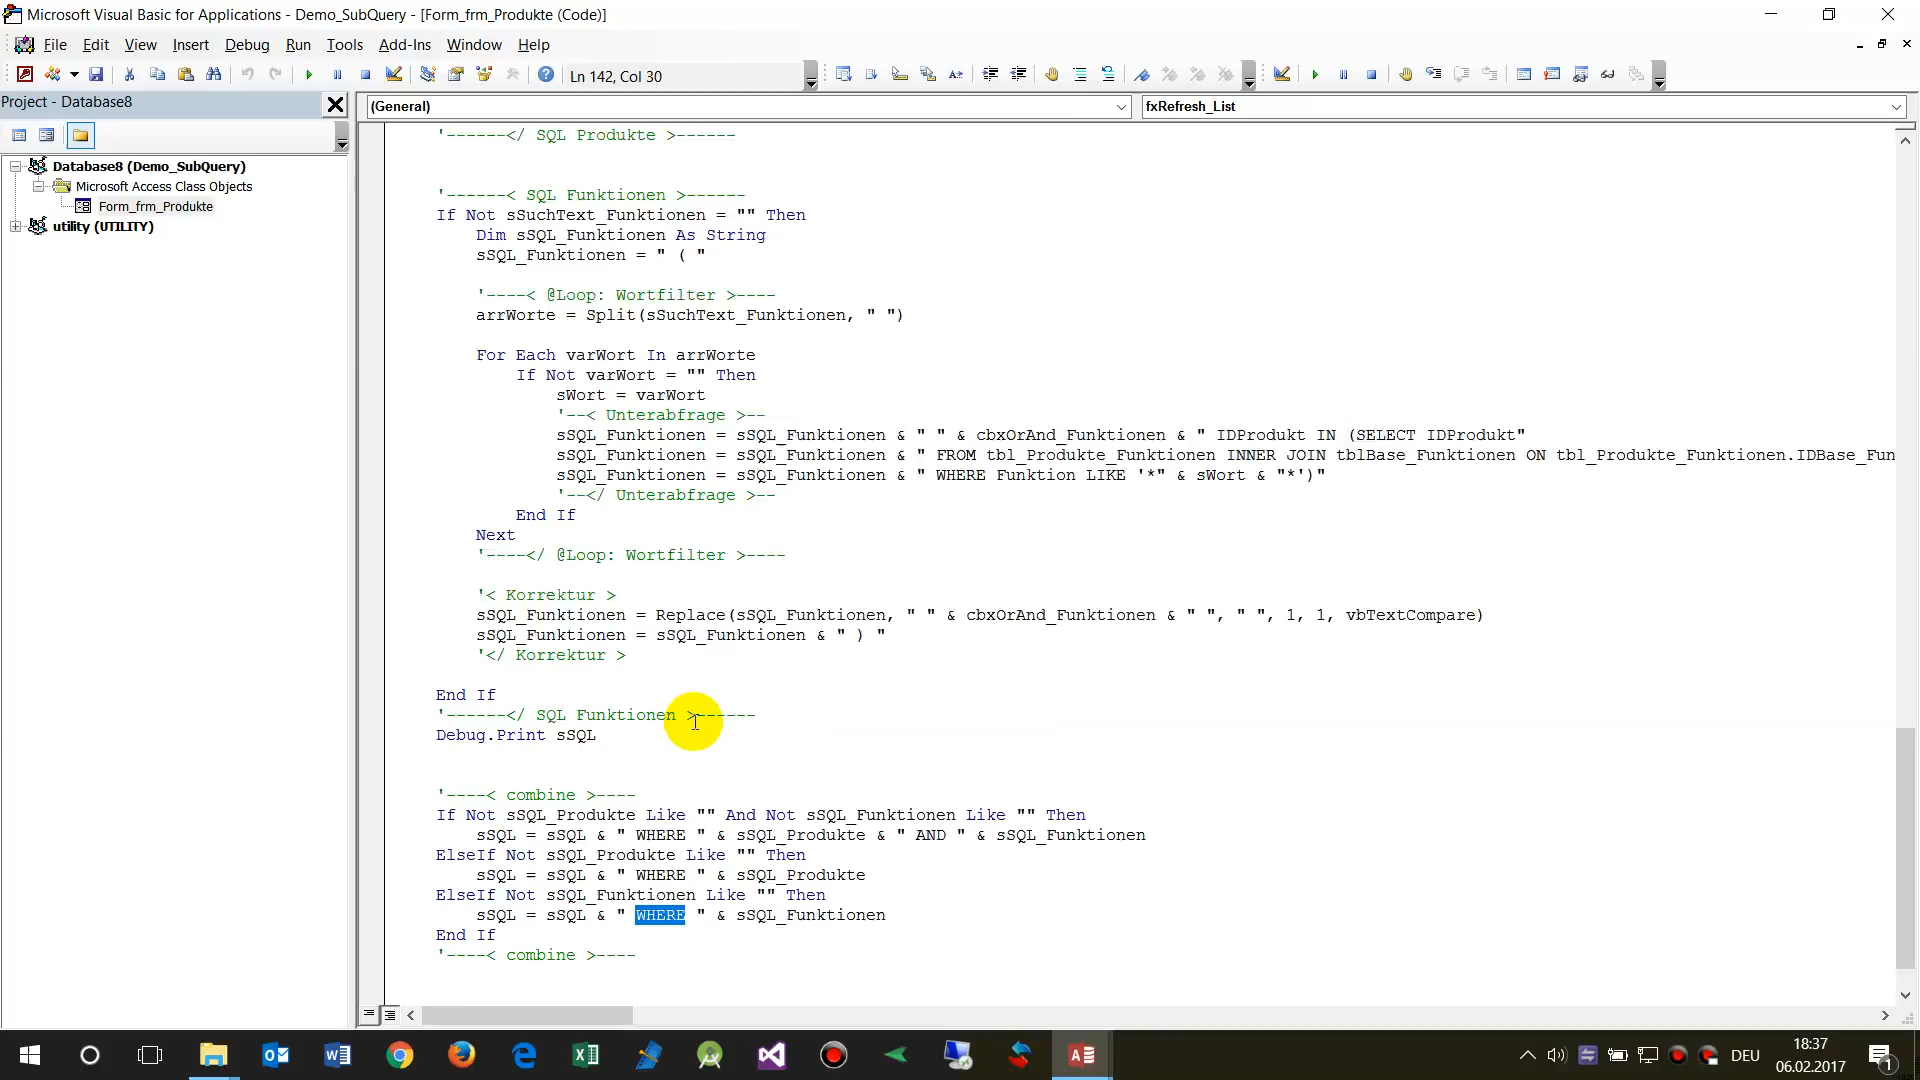 Microsoft Visual Basic for Applications - Demo_SubQuery - [Form_frm_Produkte (Code)]
File Edit View Insert Debug Run Tools Add-Ins Window Help
Ln 142, Col 30
Project - Database8
(General)
fxRefresh_List
Database8 (Demo_SubQuery)
Microsoft Access Class Objects
Form_frm_Produkte
utility (UTILITY)
'------</ SQL Produkte >------
'------< SQL Funktionen >------
If Not sSuchText_Funktionen = "" Then
Dim sSQL_Funktionen As String
sSQL_Funktionen = " ( "
'----< @Loop: Wortfilter >----
arrWorte = Split(sSuchText_Funktionen, " ")
For Each varWort In arrWorte
If Not varWort = "" Then
sWort = varWort
'--< Unterabfrage >--
sSQL_Funktionen = sSQL_Funktionen & " " & cbxOrAnd_Funktionen & " IDProdukt IN (SELECT IDProdukt"
sSQL_Funktionen = sSQL_Funktionen & " FROM tbl_Produkte_Funktionen INNER JOIN tblBase_Funktionen ON tbl_Produkte_Funktionen.IDBase_Fun
sSQL_Funktionen = sSQL_Funktionen & " WHERE Funktion LIKE '*" & sWort & "*')"
'--</ Unterabfrage >--
End If
Next
'----</ @Loop: Wortfilter >----
'< Korrektur >
sSQL_Funktionen = Replace(sSQL_Funktionen, " " & cbxOrAnd_Funktionen & " ", " ", 1, 1, vbTextCompare)
sSQL_Funktionen = sSQL_Funktionen & " ) "
'</ Korrektur >
End If
'------</ SQL Funktionen >------
Debug.Print sSQL
'----< combine >----
If Not sSQL_Produkte Like "" And Not sSQL_Funktionen Like "" Then
sSQL = sSQL & " WHERE " & sSQL_Produkte & " AND " & sSQL_Funktionen
ElseIf Not sSQL_Produkte Like "" Then
sSQL = sSQL & " WHERE " & sSQL_Produkte
ElseIf Not sSQL_Funktionen Like "" Then
sSQL = sSQL & " WHERE " & sSQL_Funktionen
End If
'----< combine >----
DEU
18:37
06.02.2017
1